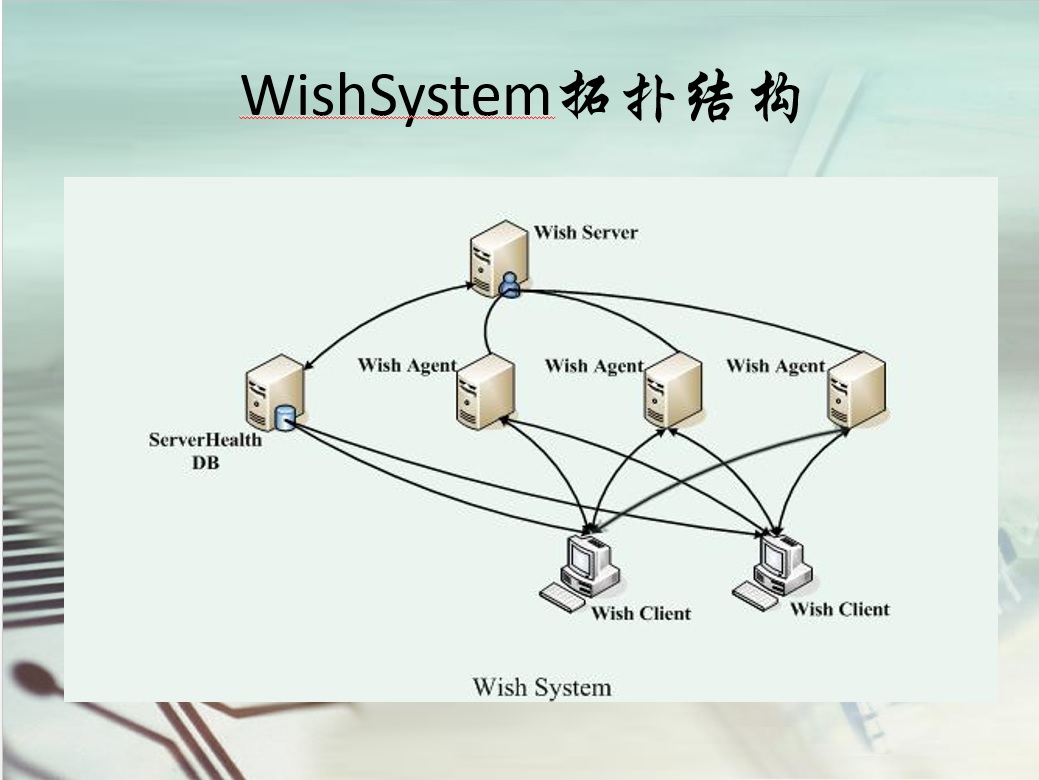 WishSystem拓扑结构
Wish Server
Wish Agent
Wish Agent
Wish Agent
ServerHealth
DB
Wish Client
Wish Client
Wish System